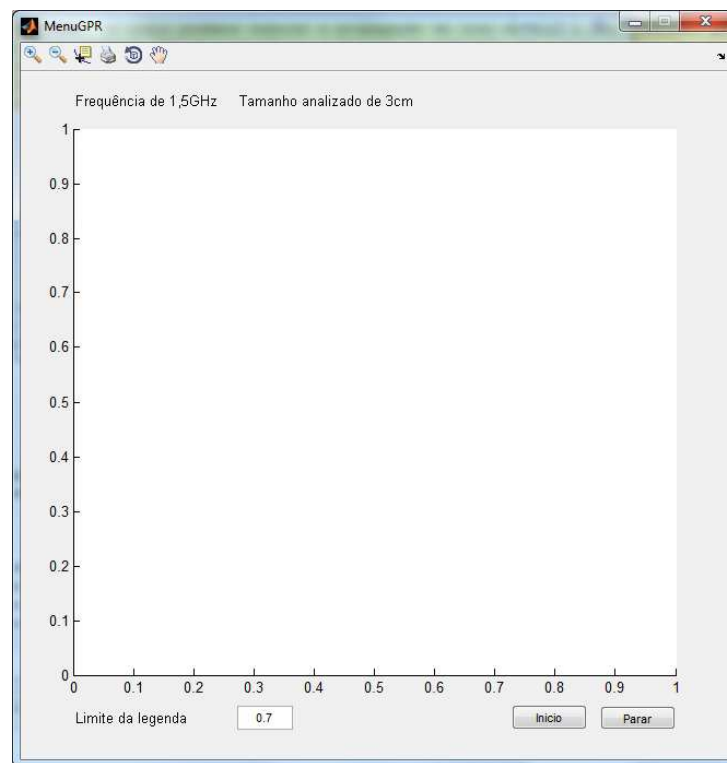 MenuGPR
Frequência de 1,5GHz Tamanho analizado de 3cm
1
0.9
0.8
0.7
0.6
0.5
0.4
0.3
0.2
0.1
0
0 0.1 0.2 0.3 0.4 0.5 0.6 0.7 0.8 0.9 1
Limite da legenda 0.7 Inicio Parar